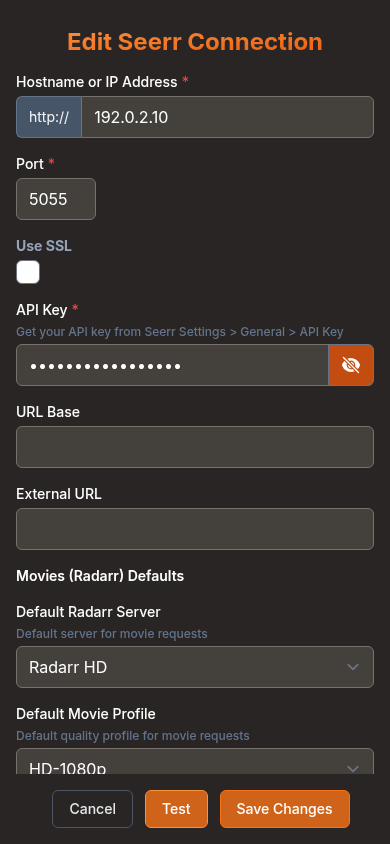 Edit Seerr Connection
Hostname or IP Address *
http:// 192.0.2.10
Port *
5055
Use SSL
API Key *
Get your API key from Seerr Settings > General > API Key
•••••••••••••••••
URL Base
External URL
Movies (Radarr) Defaults
Default Radarr Server
Default server for movie requests
Radarr HD
Default Movie Profile
Default quality profile for movie requests
HD-1080p
Cancel Test Save Changes